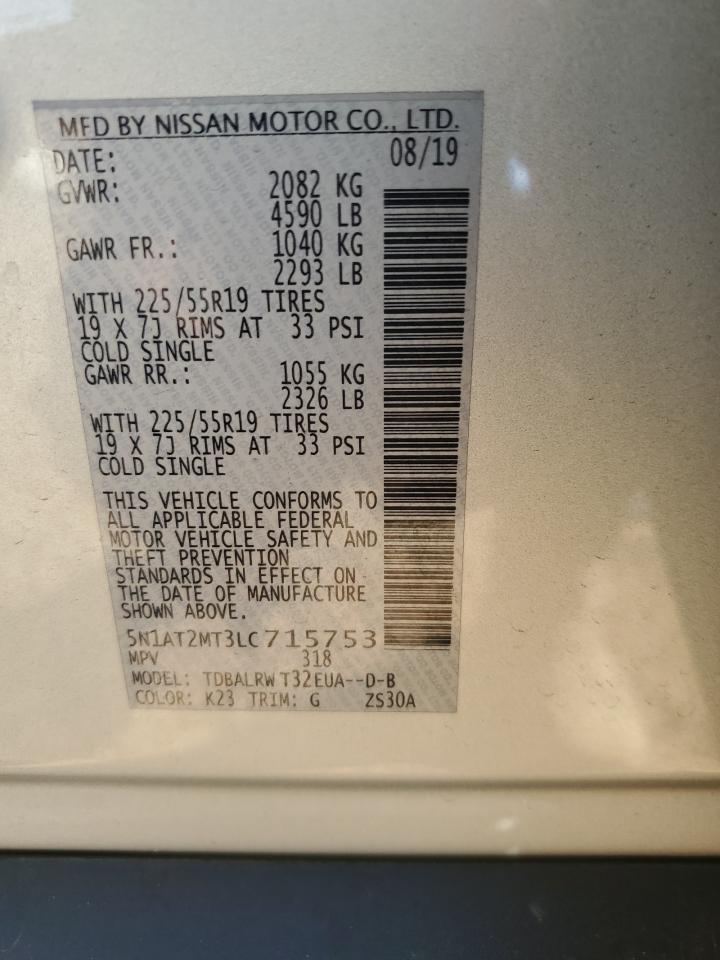 MFD BY NISSAN MOTOR CO., LTD.
DATE: 08/19
GVWR: 2082 KG
4590 LB
GAWR FR.: 1040 KG
2293 LB
WITH 225/55R19 TIRES
19 X 7J RIMS AT 33 PSI
COLD SINGLE
GAWR RR.: 1055 KG
2326 LB
WITH 225/55R19 TIRES
19 X 7J RIMS AT 33 PSI
COLD SINGLE
THIS VEHICLE CONFORMS TO
ALL APPLICABLE FEDERAL
MOTOR VEHICLE SAFETY AND
THEFT PREVENTION
STANDARDS IN EFFECT ON
THE DATE OF MANUFACTURE
SHOWN ABOVE.
5N1AT2MT3LC715753
MPV 318
MODEL: TDBALRW T32EUA--D-B
COLOR: K23 TRIM: G ZS30A